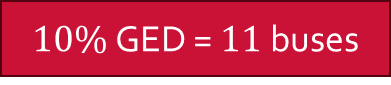 10% GED = 11 buses